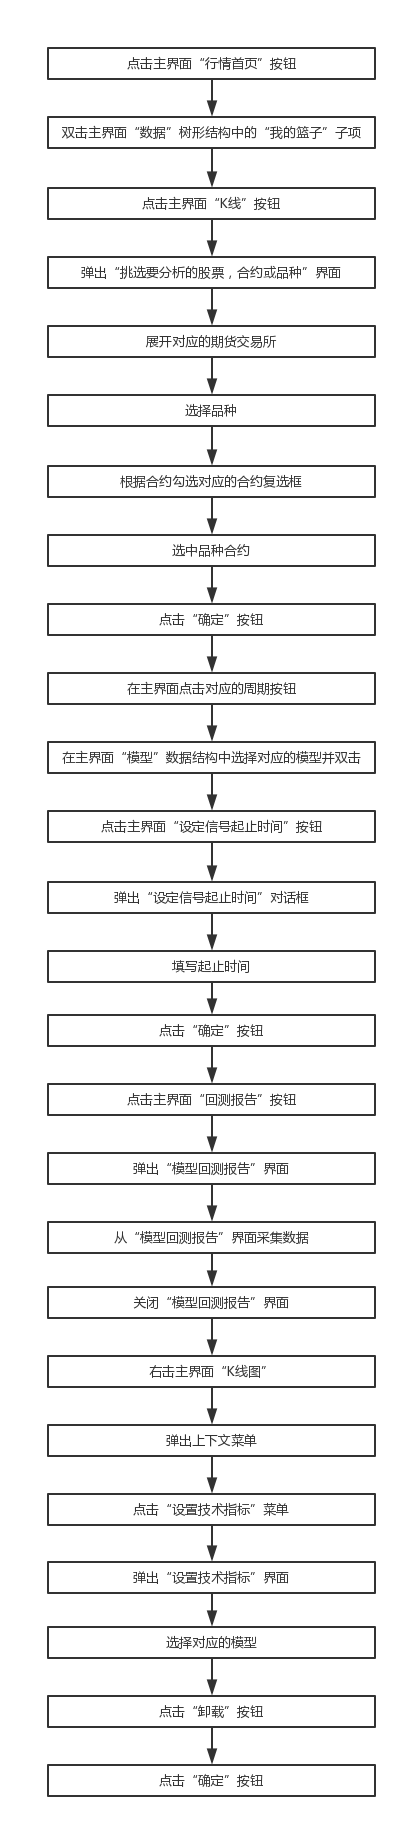 点击主界面“行情首页”按钮
双击主界面“数据”树形结构中的“我的篮子”子项
点击主界面“K线”按钮
弹出“挑选要分析的股票，合约或品种”界面
展开对应的期货交易所
选择品种
根据合约勾选对应的合约复选框
选中品种合约
点击“确定”按钮
在主界面点击对应的周期按钮
在主界面“模型”数据结构中选择对应的模型并双击
点击主界面“设定信号起止时间”按钮
弹出“设定信号起止时间”对话框
填写起止时间
点击“确定”按钮
点击主界面“回测报告”按钮
弹出“模型回测报告”界面
从“模型回测报告”界面采集数据
关闭“模型回测报告”界面
右击主界面“K线图”
弹出上下文菜单
点击“设置技术指标”菜单
弹出“设置技术指标”界面
选择对应的模型
点击“卸载”按钮
点击“确定”按钮